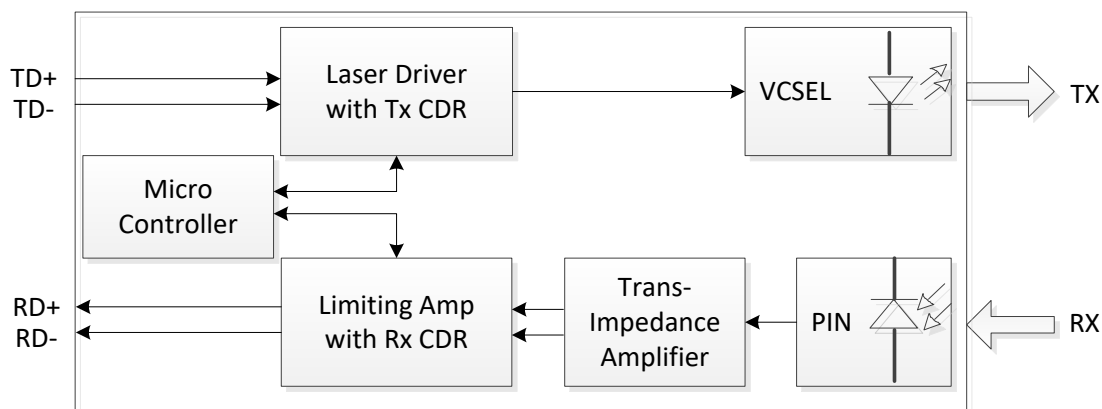 TD+
TD-
Laser Driver
with Tx CDR
VCSEL
TX
Micro
Controller
RD+
RD-
Limiting Amp
with Rx CDR
Trans-
Impedance
Amplifier
PIN
RX